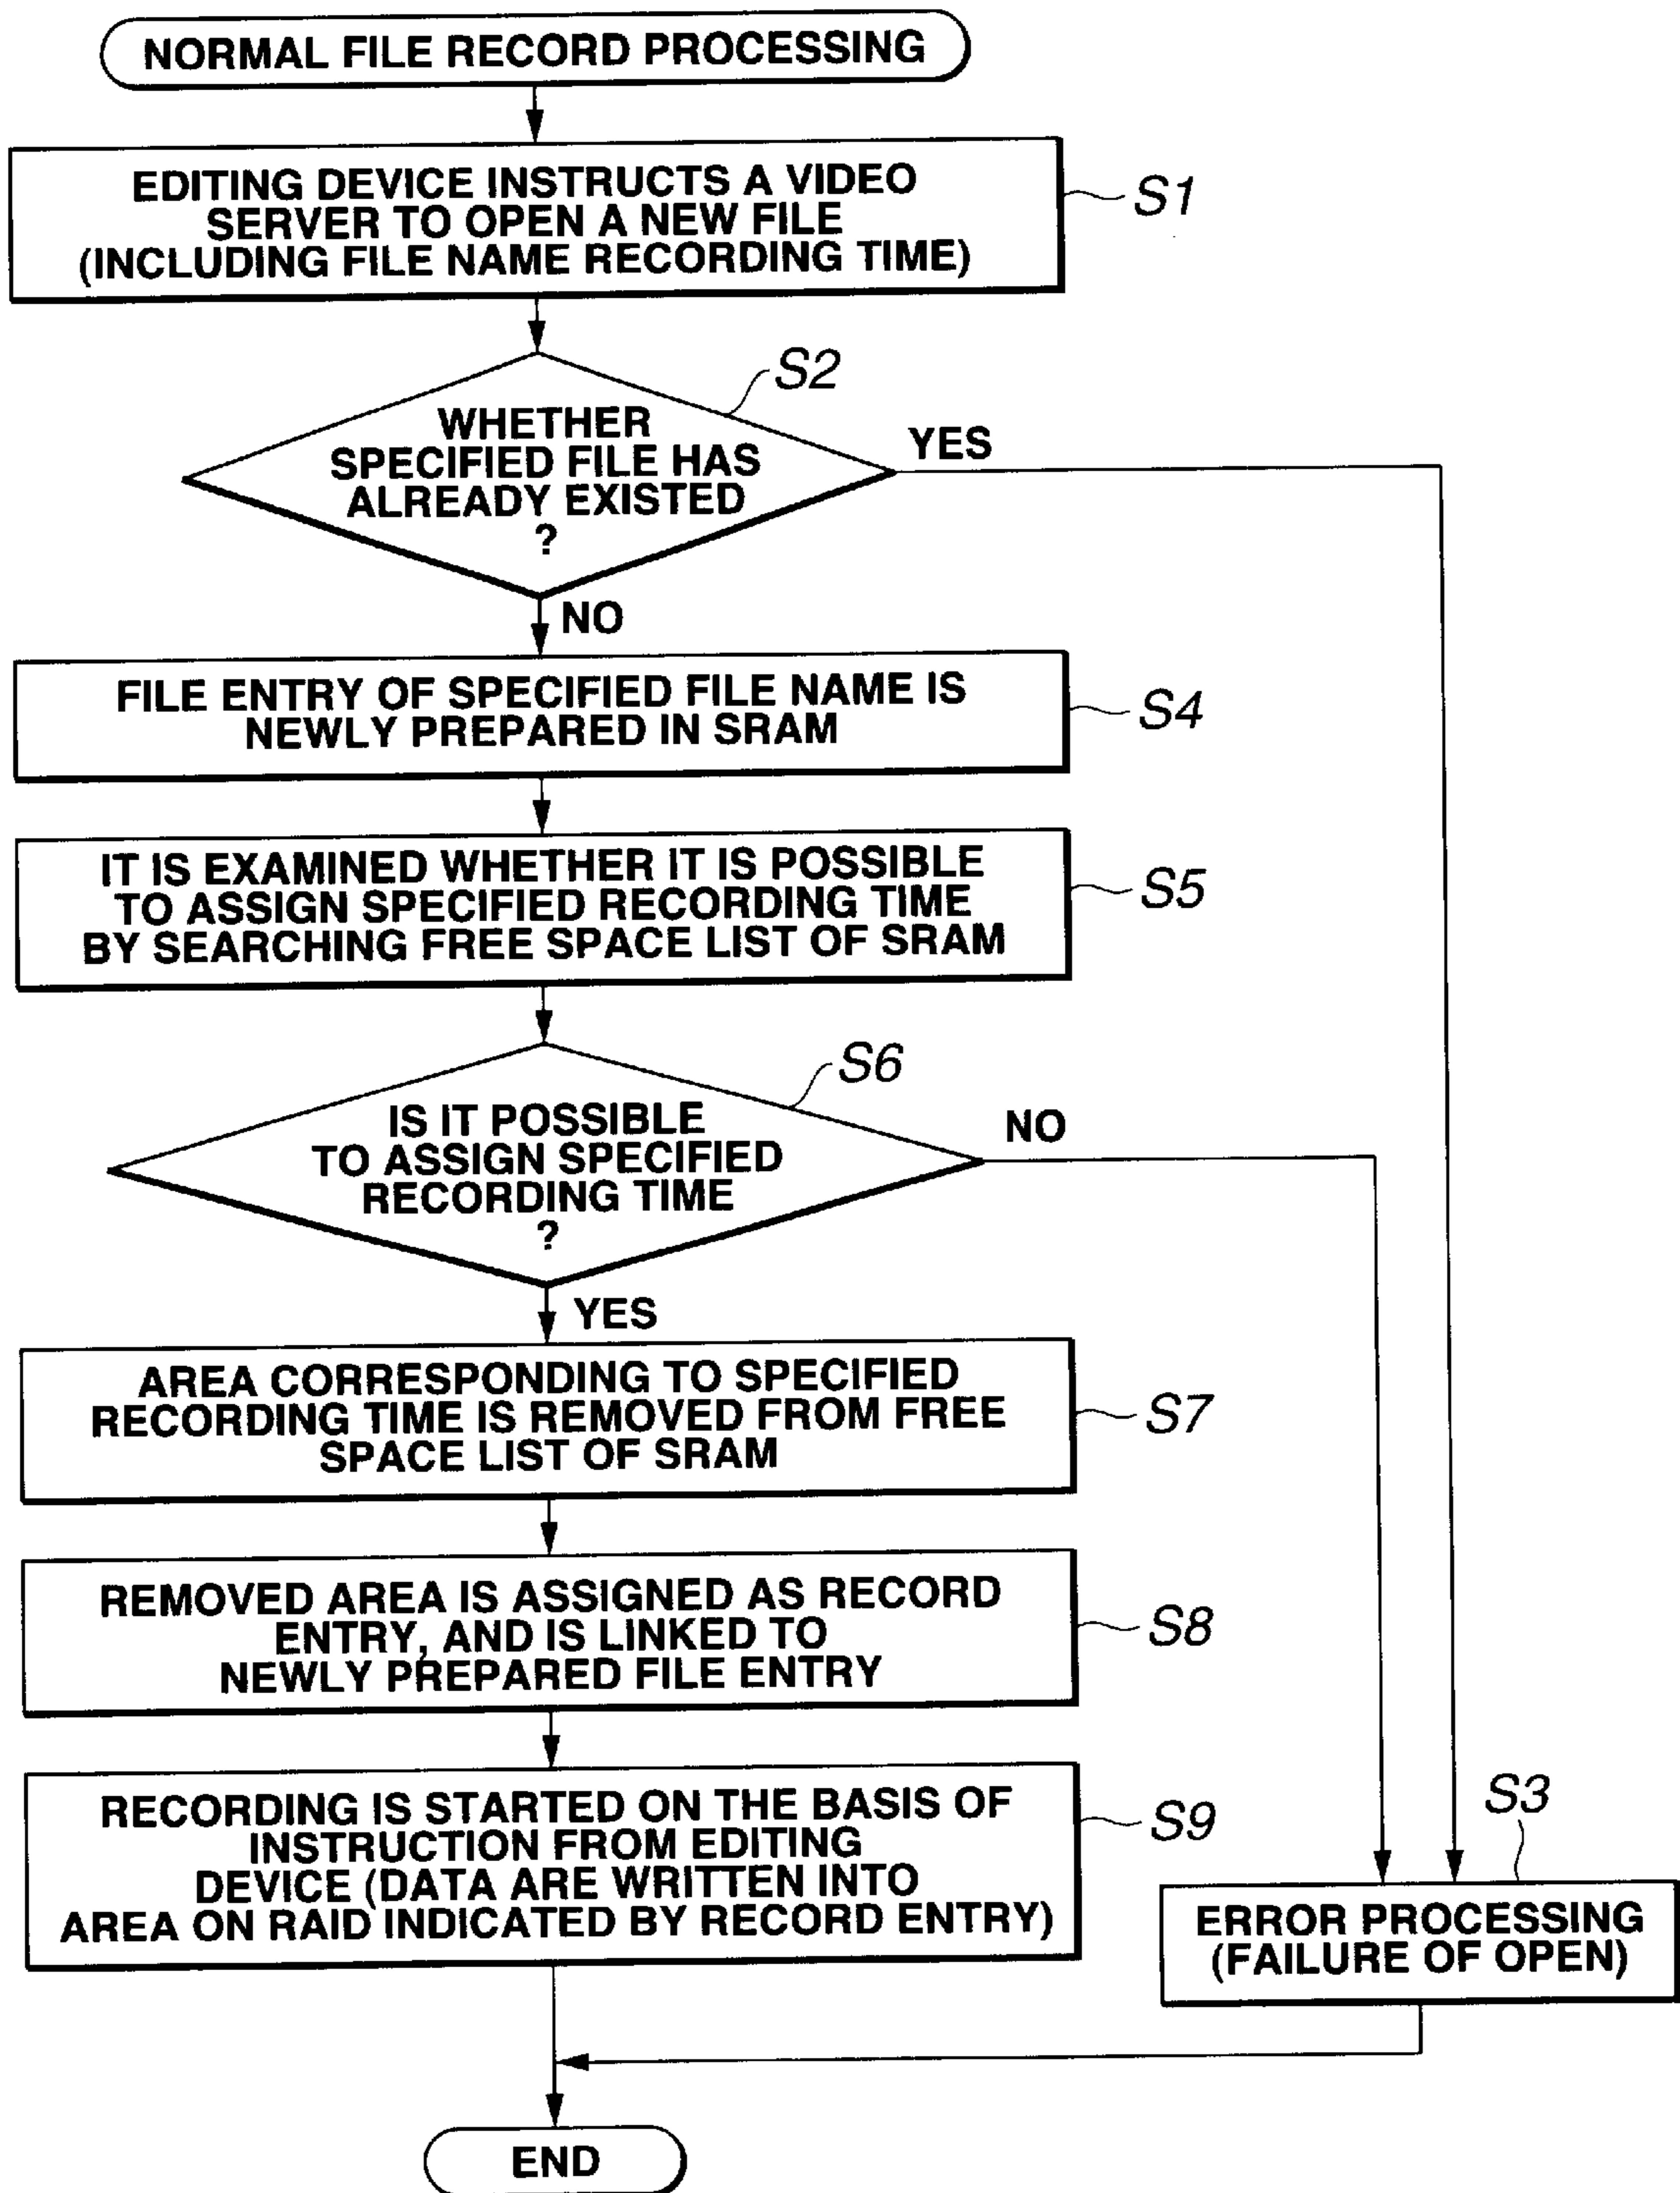 NORMAL FILE RECORD PROCESSING
EDITING DEVICE INSTRUCTS A VIDEO
SERVER TO OPEN A NEW FILE
(INCLUDING FILE NAME RECORDING TIME)
S1
S2
WHETHER
SPECIFIED FILE HAS
ALREADY EXISTED
?
YES
NO
FILE ENTRY OF SPECIFIED FILE NAME IS
NEWLY PREPARED IN SRAM
S4
IT IS EXAMINED WHETHER IT IS POSSIBLE
TO ASSIGN SPECIFIED RECORDING TIME
BY SEARCHING FREE SPACE LIST OF SRAM
S5
S6
IS IT POSSIBLE
TO ASSIGN SPECIFIED
RECORDING TIME
?
NO
YES
AREA CORRESPONDING TO SPECIFIED
RECORDING TIME IS REMOVED FROM FREE
SPACE LIST OF SRAM
S7
REMOVED AREA IS ASSIGNED AS RECORD
ENTRY, AND IS LINKED TO
NEWLY PREPARED FILE ENTRY
S8
RECORDING IS STARTED ON THE BASIS OF
INSTRUCTION FROM EDITING
DEVICE (DATA ARE WRITTEN INTO
AREA ON RAID INDICATED BY RECORD ENTRY)
S9
S3
ERROR PROCESSING
(FAILURE OF OPEN)
END